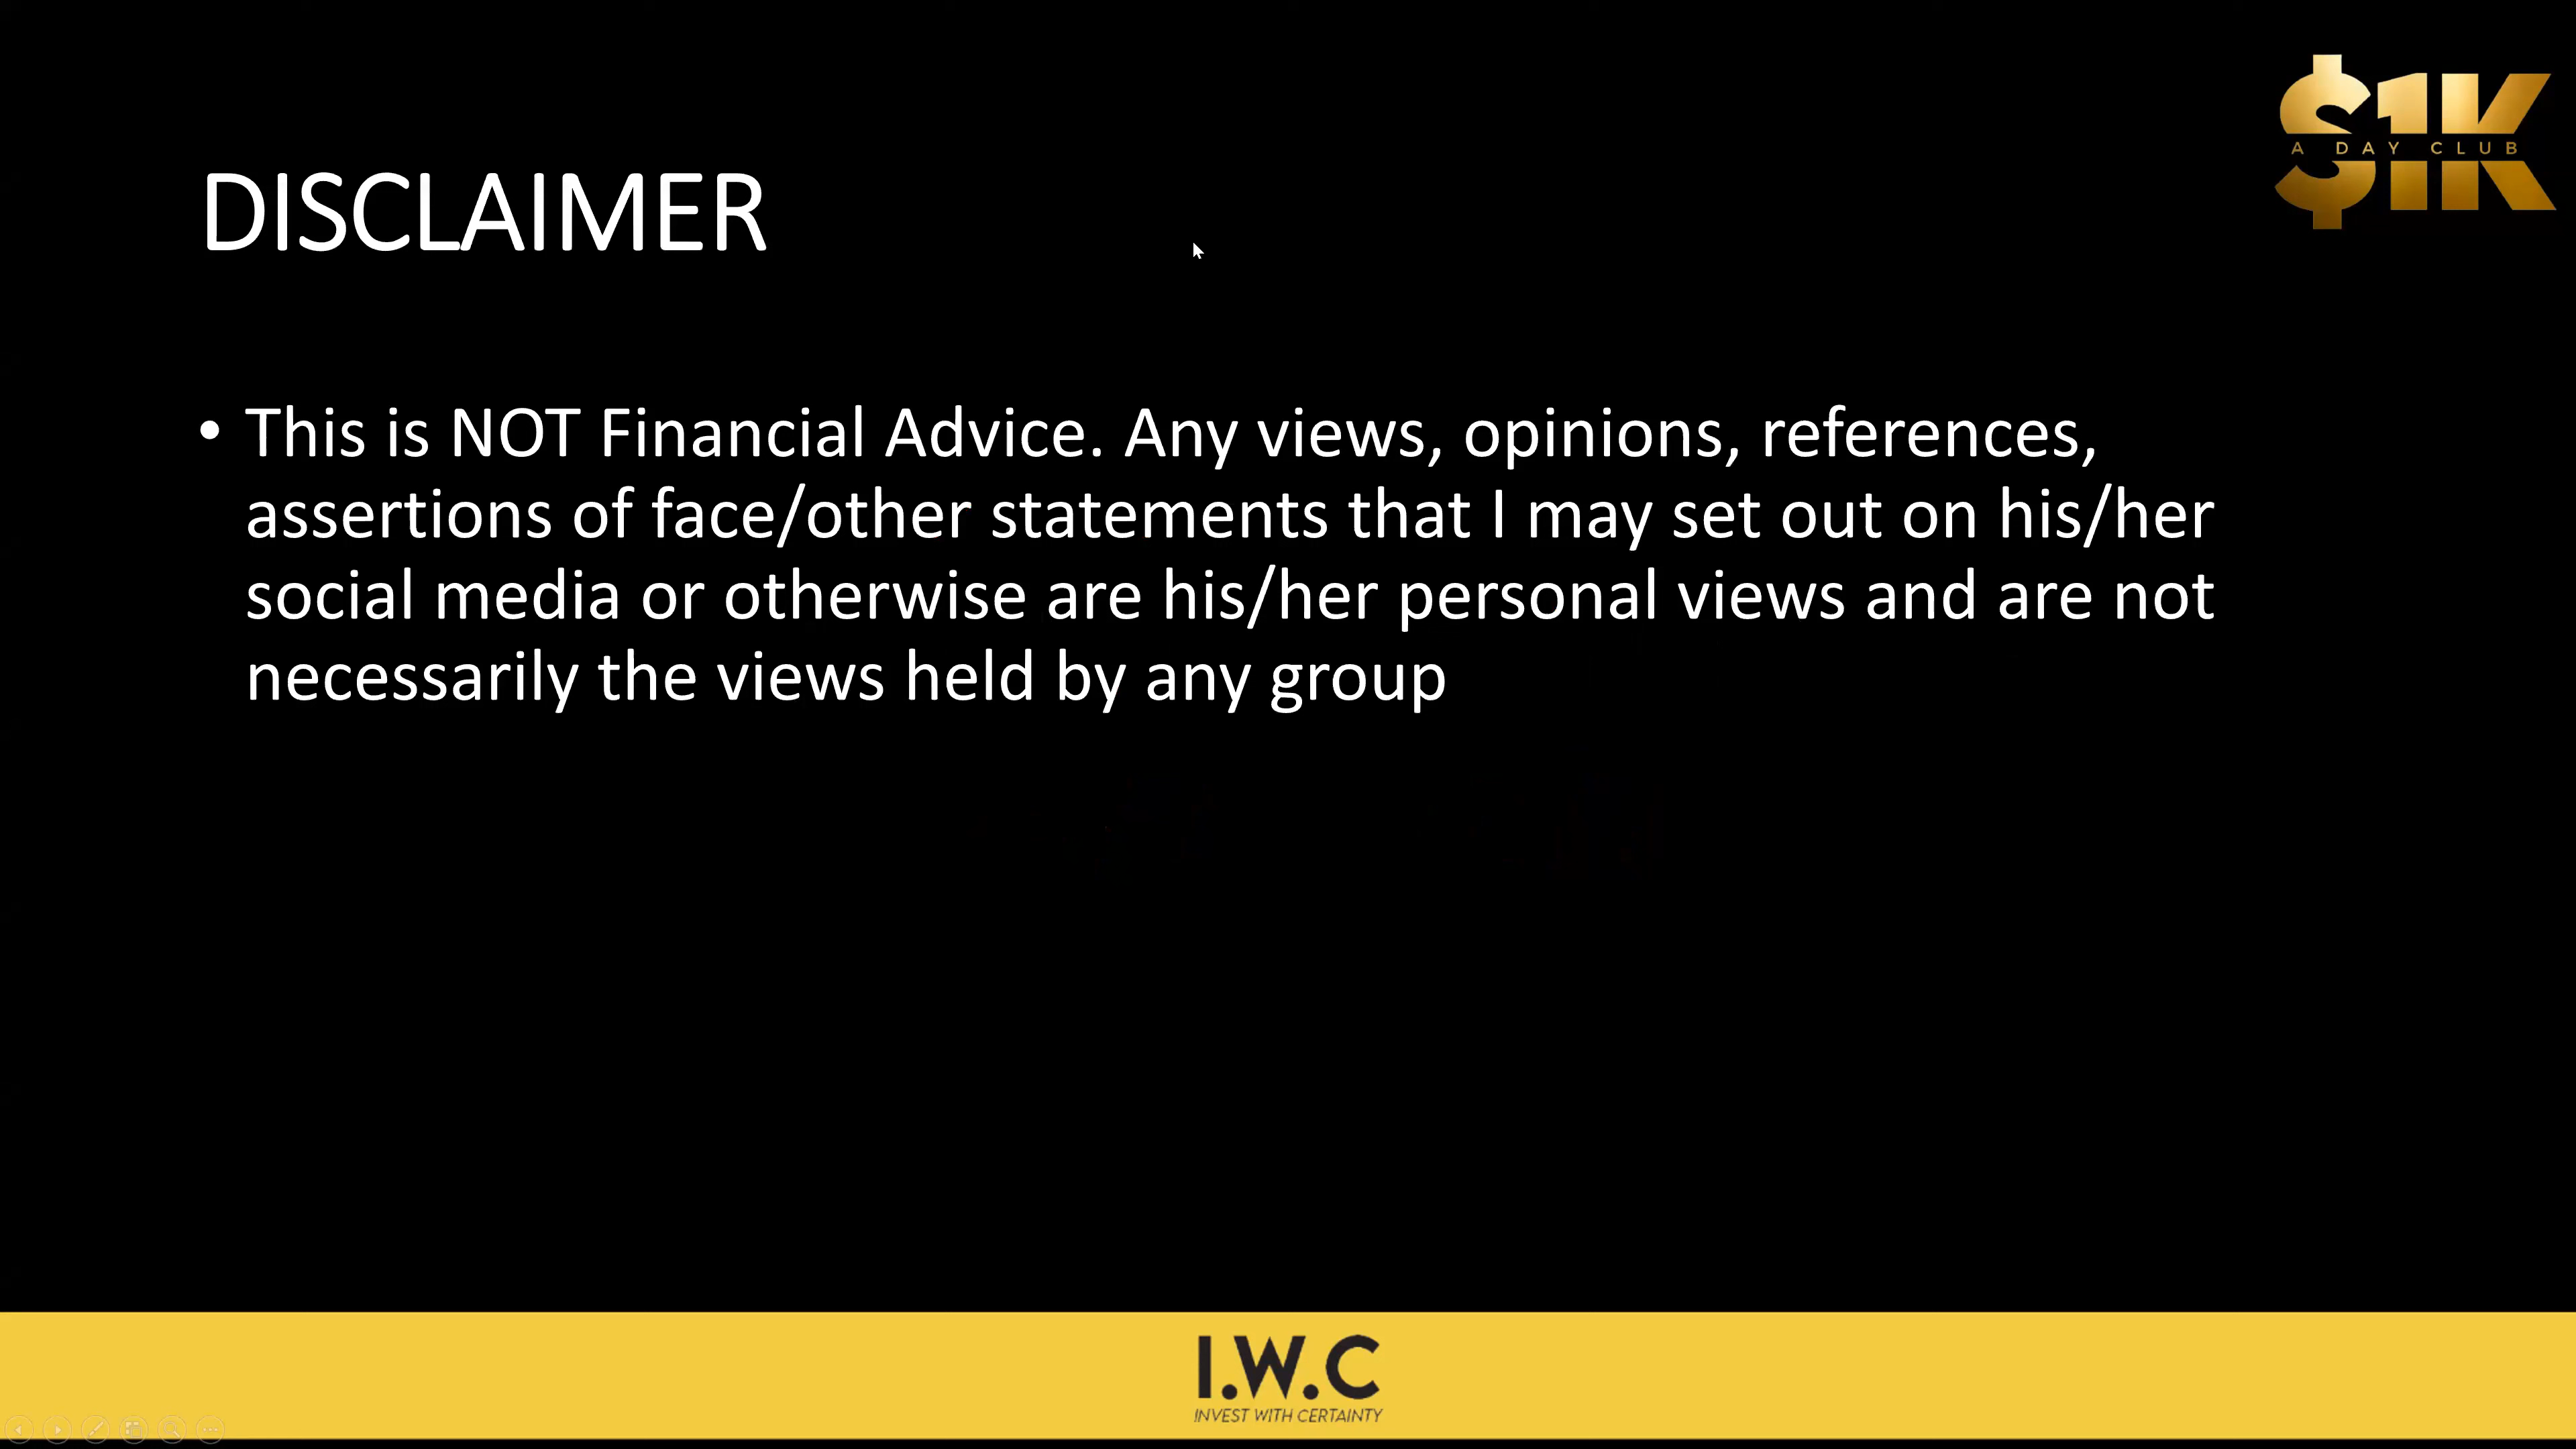 $1K
A DAY CLUB
DISCLAIMER
• This is NOT Financial Advice. Any views, opinions, references,
assertions of face/other statements that I may set out on his/her
social media or otherwise are his/her personal views and are not
necessarily the views held by any group
I.W.C
INVEST WITH CERTAINTY